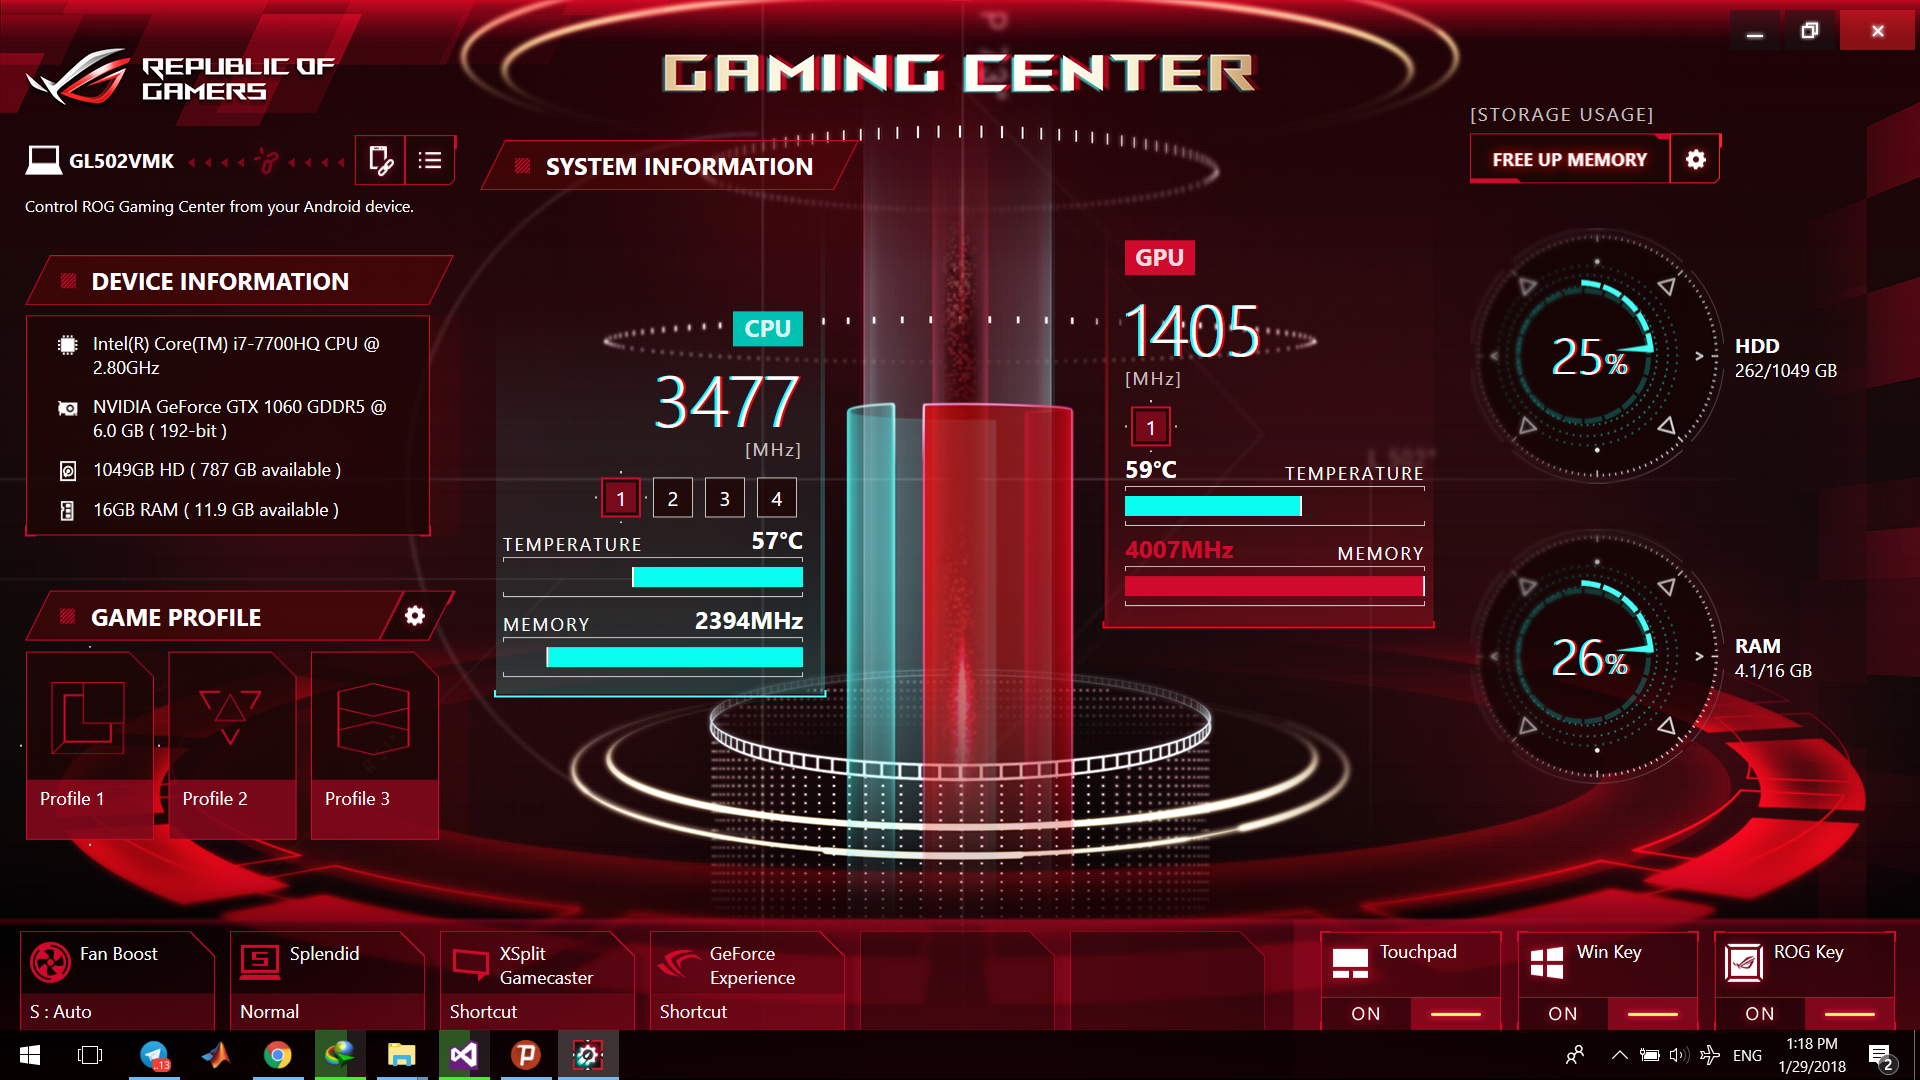 REPUBLIC OF
GAMERS
GAMING CENTER
GL502VMK
Control ROG Gaming Center from your Android device.
SYSTEM INFORMATION
[STORAGE USAGE]
FREE UP MEMORY
DEVICE INFORMATION
Intel(R) Core(TM) i7-7700HQ CPU @
2.80GHz
NVIDIA GeForce GTX 1060 GDDR5 @
6.0 GB ( 192-bit )
1049GB HD ( 787 GB available )
16GB RAM ( 11.9 GB available )
CPU
3477
[MHz]
1 2 3 4
TEMPERATURE 57°C
MEMORY 2394MHz
GPU
1405
[MHz]
1
59°C TEMPERATURE
4007MHz MEMORY
25%
HDD
262/1049 GB
26%
RAM
4.1/16 GB
GAME PROFILE
Profile 1
Profile 2
Profile 3
Fan Boost
S : Auto
Splendid
Normal
XSplit
Gamecaster
Shortcut
GeForce
Experience
Shortcut
Touchpad
ON
Win Key
ON
ROG Key
ON
..13
ENG
1:18 PM
1/29/2018
2